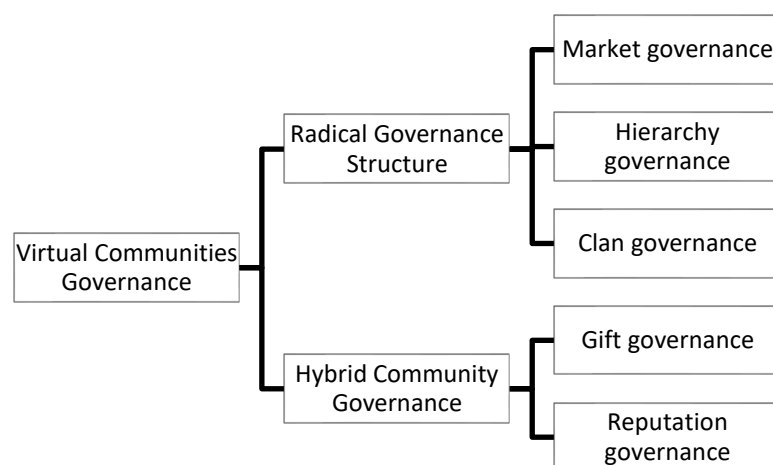 Virtual Communities
Governance
Radical Governance
Structure
Market governance
Hierarchy
governance
Clan governance
Hybrid Community
Governance
Gift governance
Reputation
governance